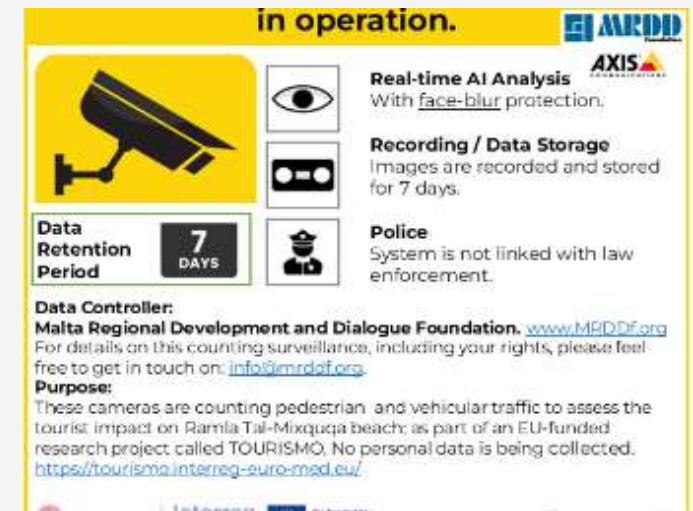 in operation.
MRDD
Foundation
AXIS
COMMUNICATIONS
Real-time AI Analysis
With face-blur protection.
Recording / Data Storage
Images are recorded and stored
for 7 days.
Data
Retention
Period
7
DAYS
Police
System is not linked with law
enforcement.
Data Controller:
Malta Regional Development and Dialogue Foundation. www.MRDDf.org
For details on this counting surveillance, including your rights, please feel
free to get in touch on: info@mrddf.org.
Purpose:
These cameras are counting pedestrian and vehicular traffic to assess the
tourist impact on Ramla Tal-Mixquqa beach; as part of an EU-funded
research project called TOURISMO. No personal data is being collected.
https://tourismo.interreg-euro-med.eu/
Interreg